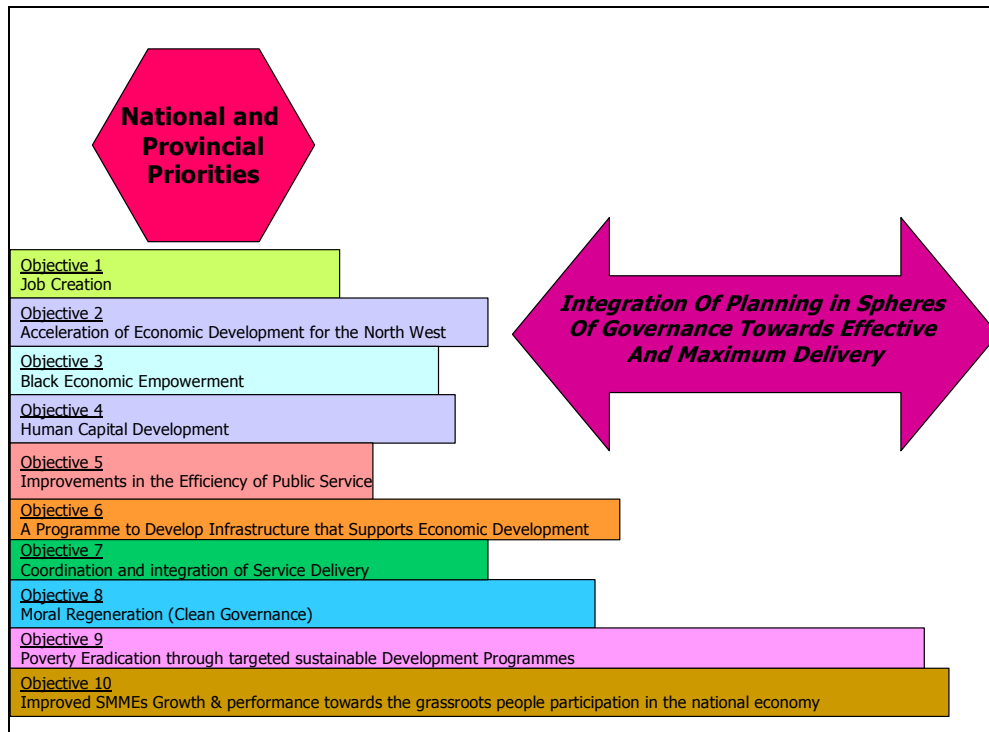 National and
Provincial
Priorities
Objective 1
Job Creation
Objective 2
Acceleration of Economic Development for the North West
Objective 3
Black Economic Empowerment
Objective 4
Human Capital Development
Objective 5
Improvements in the Efficiency of Public Service
Objective 6
A Programme to Develop Infrastructure that Supports Economic Development
Objective 7
Coordination and integration of Service Delivery
Objective 8
Moral Regeneration (Clean Governance)
Objective 9
Poverty Eradication through targeted sustainable Development Programmes
Objective 10
Improved SMMEs Growth & performance towards the grassroots people participation in the national economy
Integration Of Planning in Spheres
Of Governance Towards Effective
And Maximum Delivery